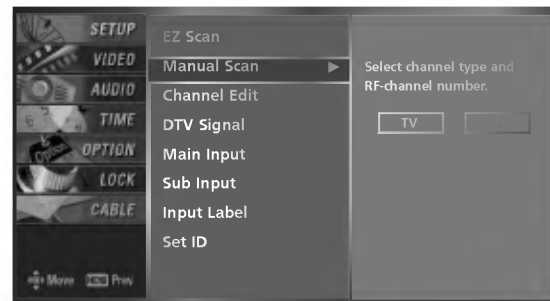 SETUP
VIDEO
AUDIO
TIME
OPTION
LOCK
CABLE
Move Prev
EZ Scan
Manual Scan ▶
Channel Edit
DTV Signal
Main Input
Sub Input
Input Label
Set ID
Select channel type and
RF-channel number.
TV